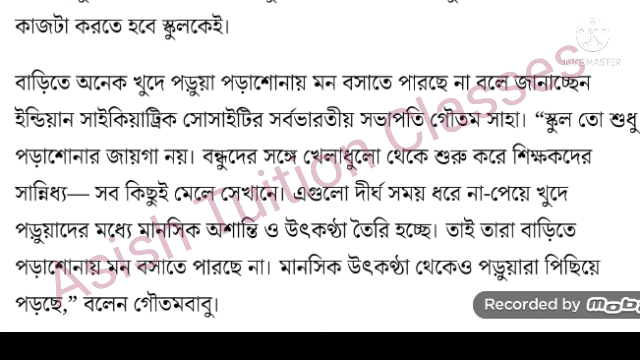 কাজটা করতে হবে স্কুলকেই।
বাড়িতে অনেক খুদে পড়ুয়া পড়াশোনায় মন বসাতে পারছে না বলে জানাচ্ছেন
ইন্ডিয়ান সাইকিয়াট্রিক সোসাইটির সর্বভারতীয় সভাপতি গৌতম সাহা। “স্কুল তো শুধু
পড়াশোনার জায়গা নয়। বন্ধুদের সঙ্গে খেলাধুলো থেকে শুরু করে শিক্ষকদের
সান্নিধ্য— সব কিছুই মেলে সেখানে। এগুলো দীর্ঘ সময় ধরে না-পেয়ে খুদে
পড়ুয়াদের মধ্যে মানসিক অশান্তি ও উৎকণ্ঠা তৈরি হচ্ছে। তাই তারা বাড়িতে
পড়াশোনায় মন বসাতে পারছে না। মানসিক উৎকণ্ঠা থেকেও পড়ুয়ারা পিছিয়ে
পড়ছে,” বলেন গৌতমবাবু।
Asish Tuition Classes
KINEMASTER
Recorded by